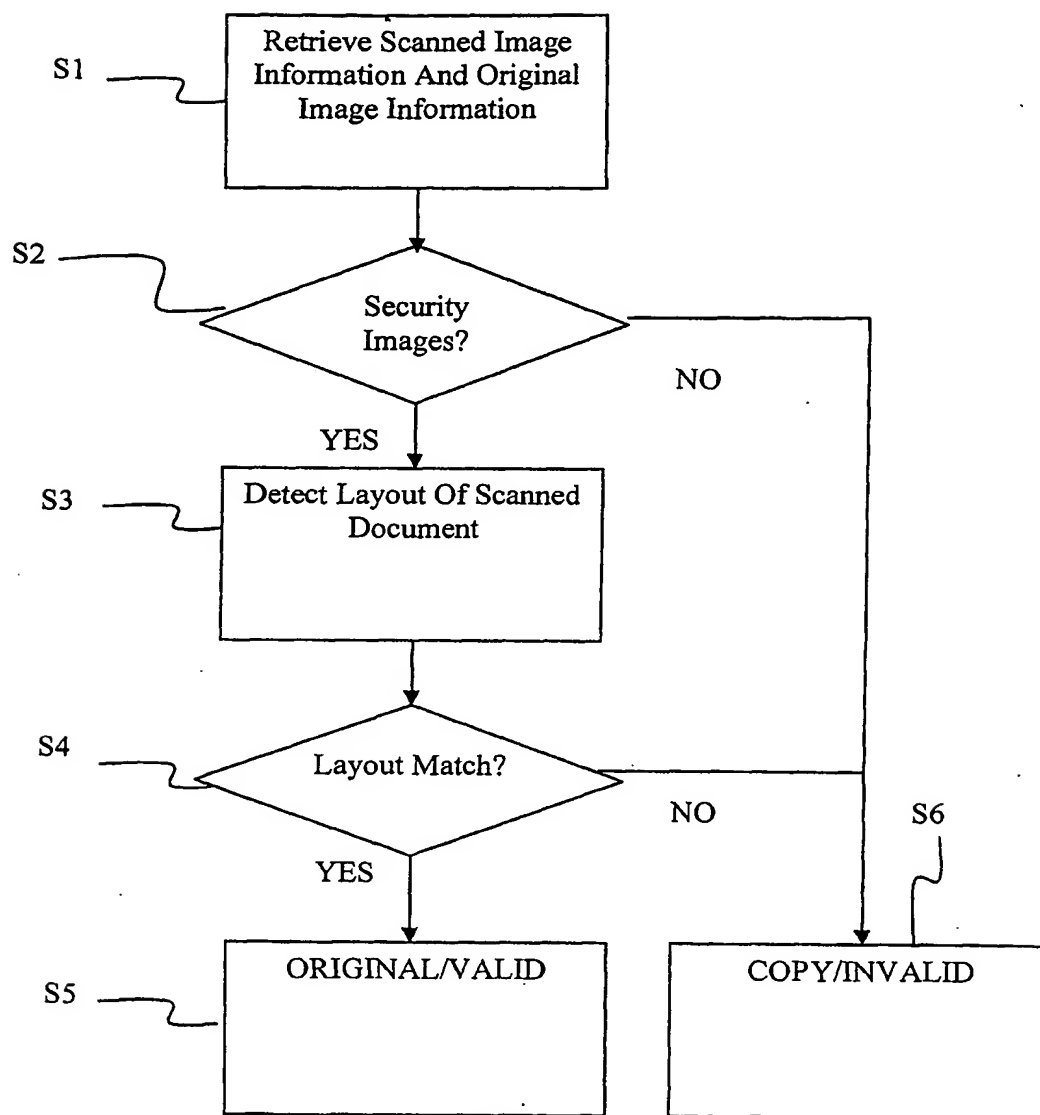 Retrieve Scanned Image
Information And Original
Image Information
S1
S2
Security
Images?
NO
YES
S3
Detect Layout Of Scanned
Document
S4
Layout Match?
NO
S6
YES
ORIGINAL/VALID
COPY/INVALID
S5